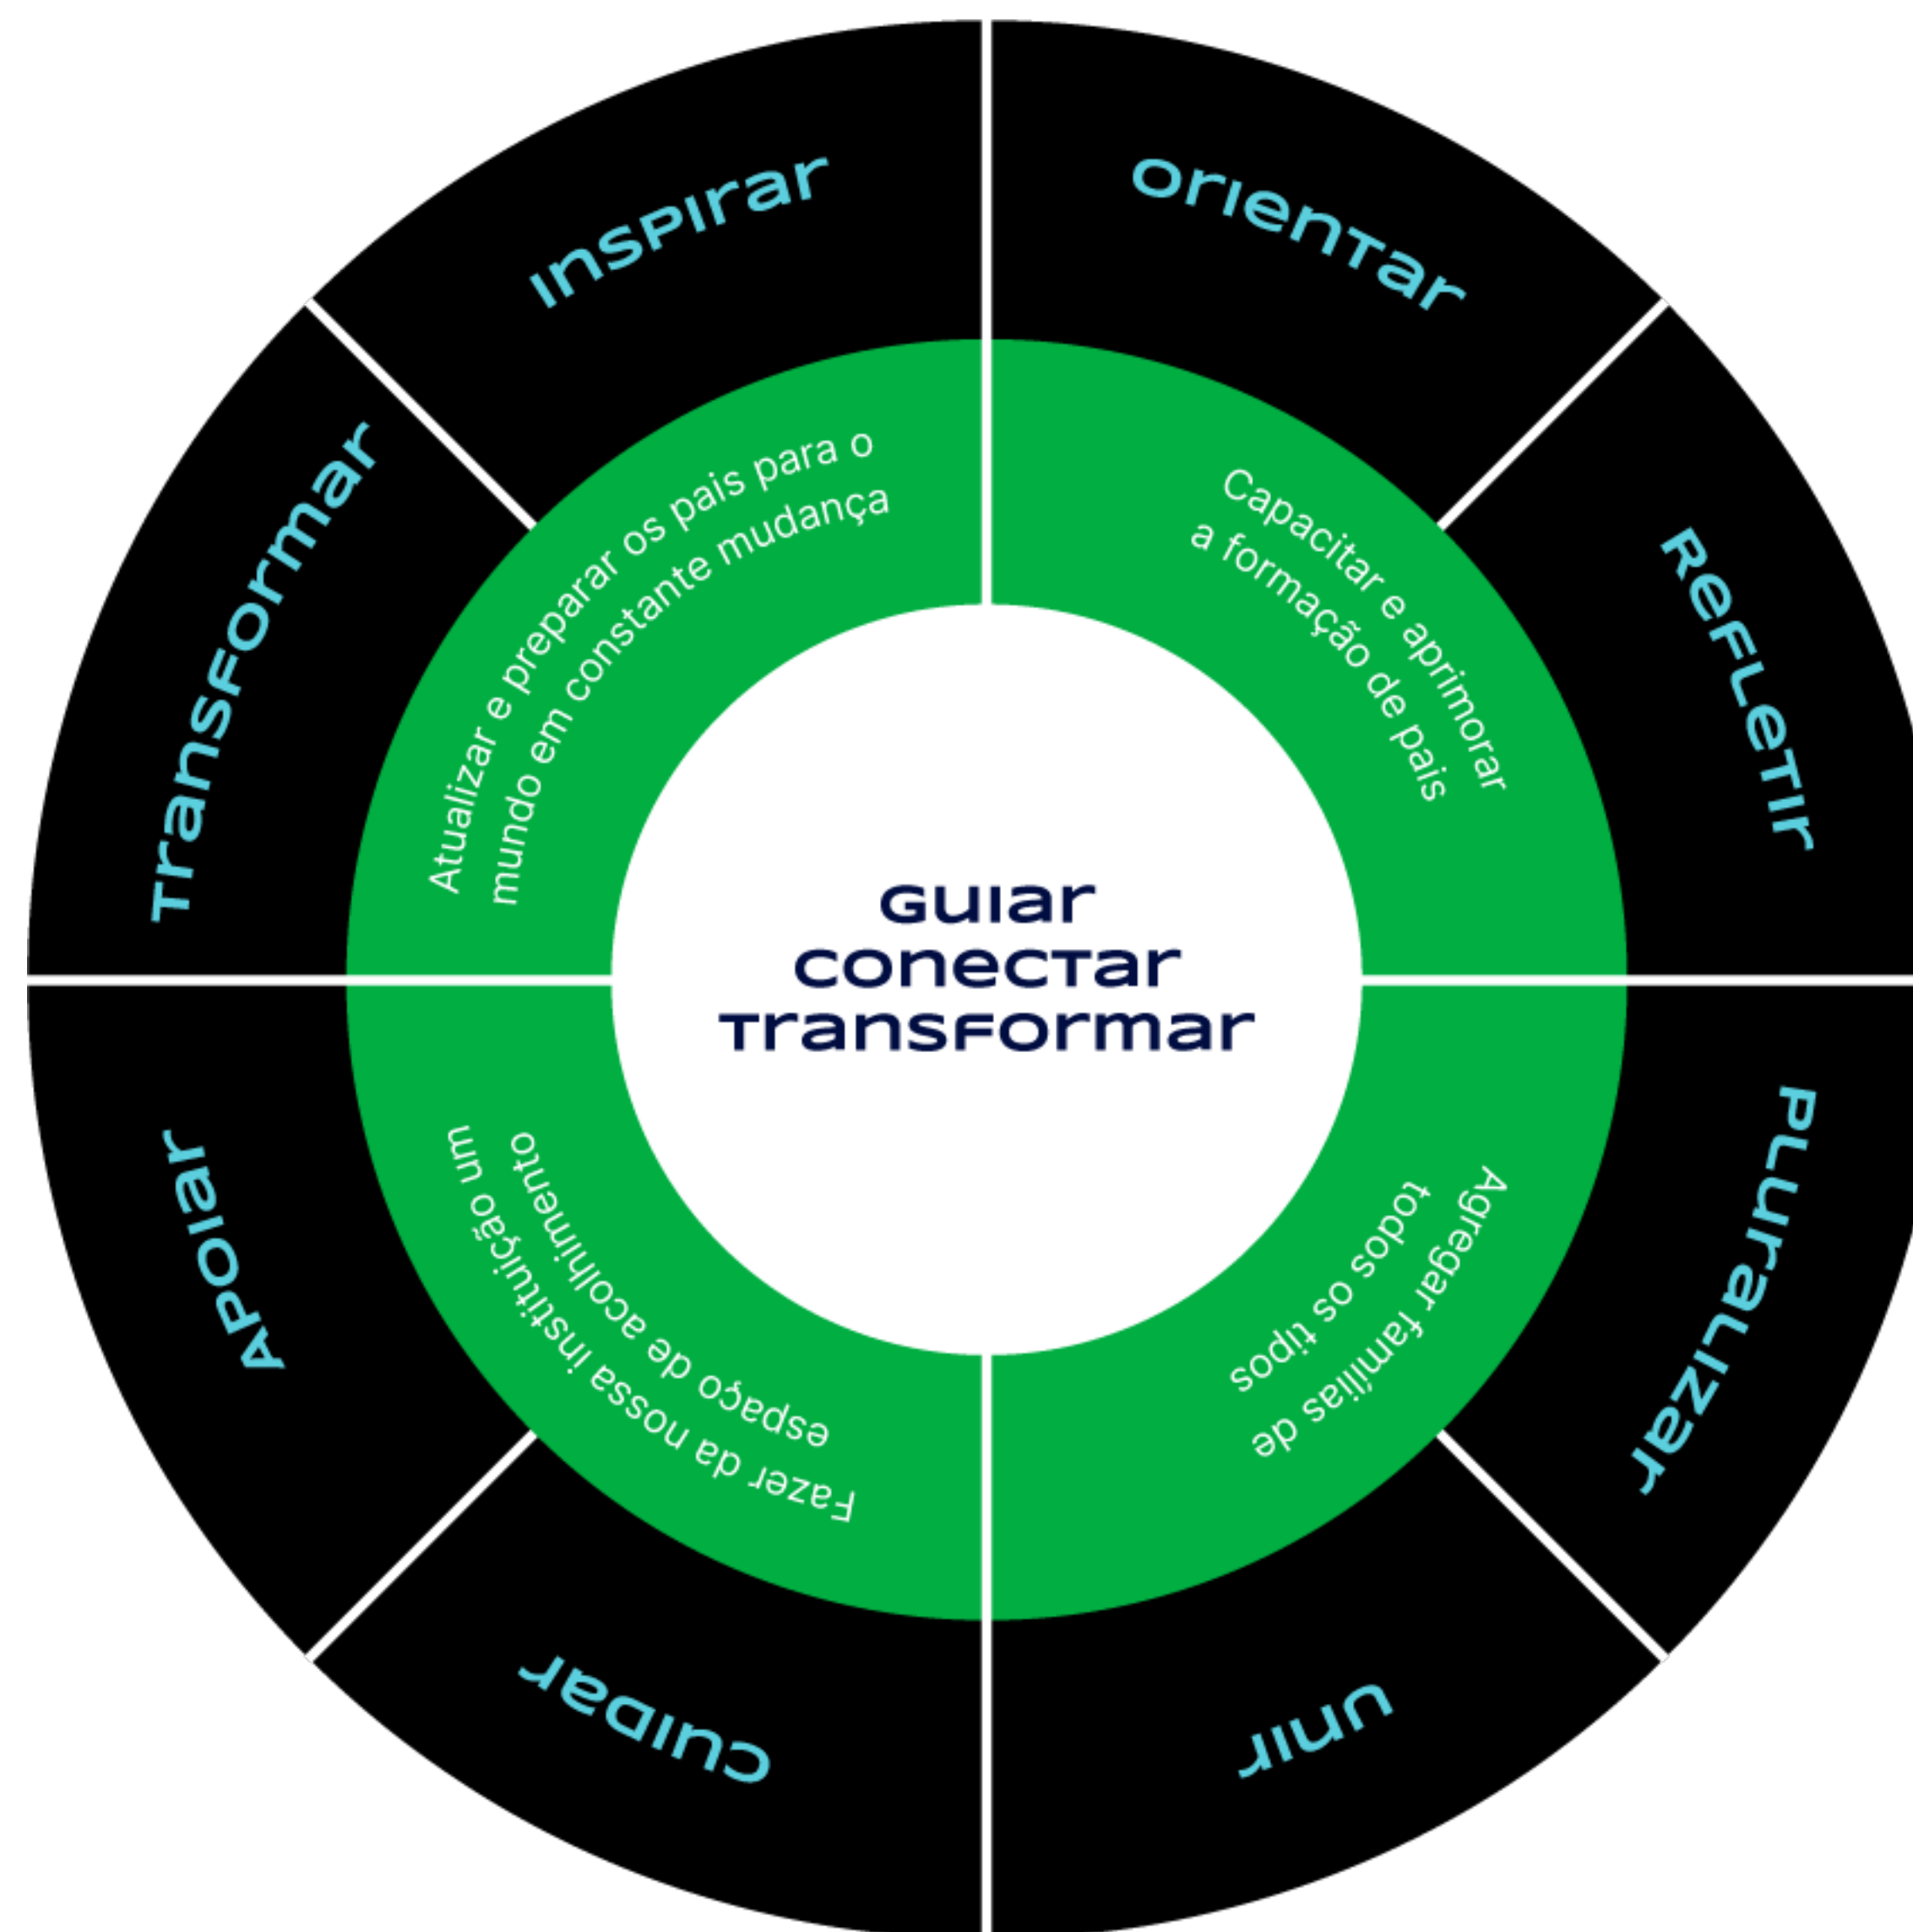 Inspirar
Orientar
Refletir
Pluralizar
Unir
Cuidar
Apoiar
Transformar
Atualizar e preparar os pais para o
mundo em constante mudança
Capacitar e aprimorar
a formação de pais
Agregar famílias de
todos os tipos
Fazer da nossa instituição um
espaço de acolhimento
Guiar
Conectar
Transformar